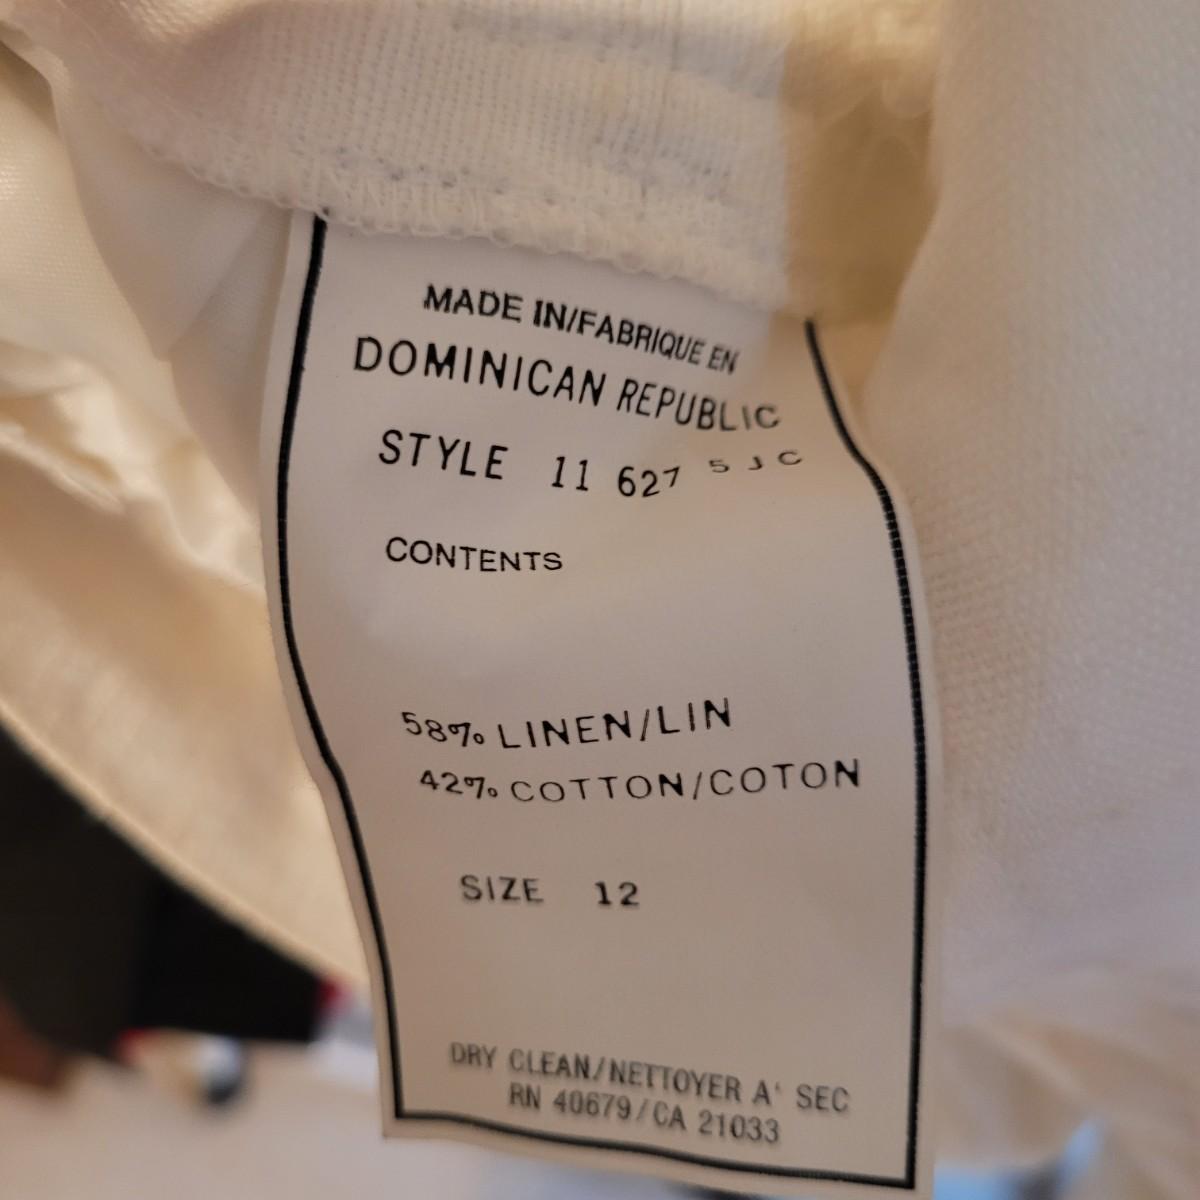 MADE IN/FABRIQUE EN
DOMINICAN REPUBLIC
STYLE 11 627 5JC
CONTENTS
58% LINEN/LIN
42% COTTON/COTON
SIZE 12
DRY CLEAN/NETTOYER A' SEC
RN 40679/CA 21033